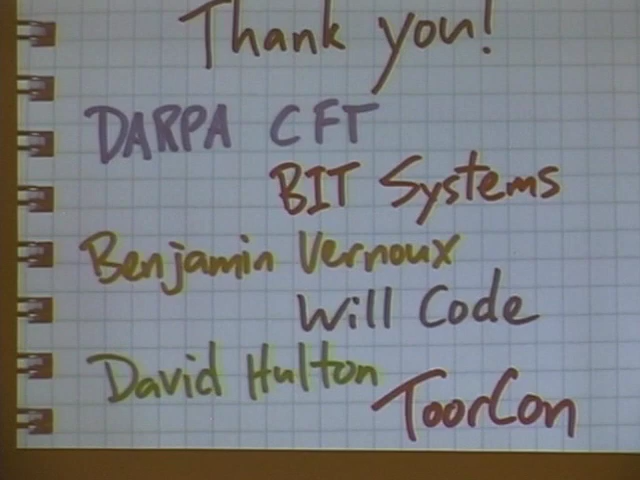 Thank you!
DARPA CFT
BIT Systems
Benjamin Vernoux
Will Code
David Hulton
ToorCon